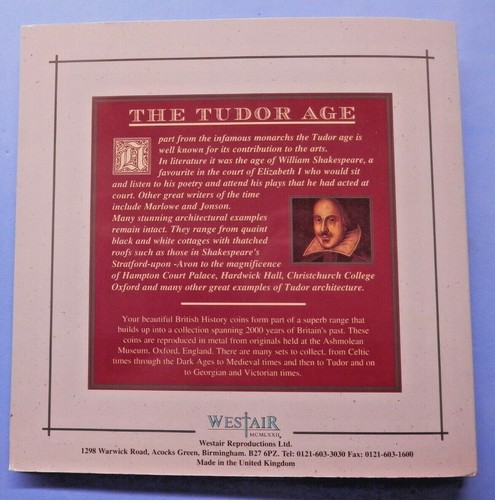 THE TUDOR AGE
A part from the infamous monarchs the Tudor age is
well known for its contribution to the arts.
In literature it was the age of William Shakespeare, a
favourite in the court of Elizabeth I who would sit
and listen to his poetry and attend his plays that he had acted at
court. Other great writers of the time
include Marlowe and Jonson.
Many stunning architectural examples
remain intact. They range from quaint
black and white cottages with thatched
roofs such as those in Shakespeare's
Stratford-upon -Avon to the magnificence
of Hampton Court Palace, Hardwick Hall, Christchurch College
Oxford and many other great examples of Tudor architecture.
Your beautiful British History coins form part of a superb range that
builds up into a collection spanning 2000 years of Britain's past. These
coins are reproduced in metal from originals held at the Ashmolean
Museum, Oxford, England. There are many sets to collect, from Celtic
times through the Dark Ages to Medieval times and then to Tudor and on
to Georgian and Victorian times.
WESTAIR
MCMLXXII
Westair Reproductions Ltd.
1298 Warwick Road, Acocks Green, Birmingham. B27 6PZ. Tel: 0121-603-3030 Fax: 0121-603-1600
Made in the United Kingdom